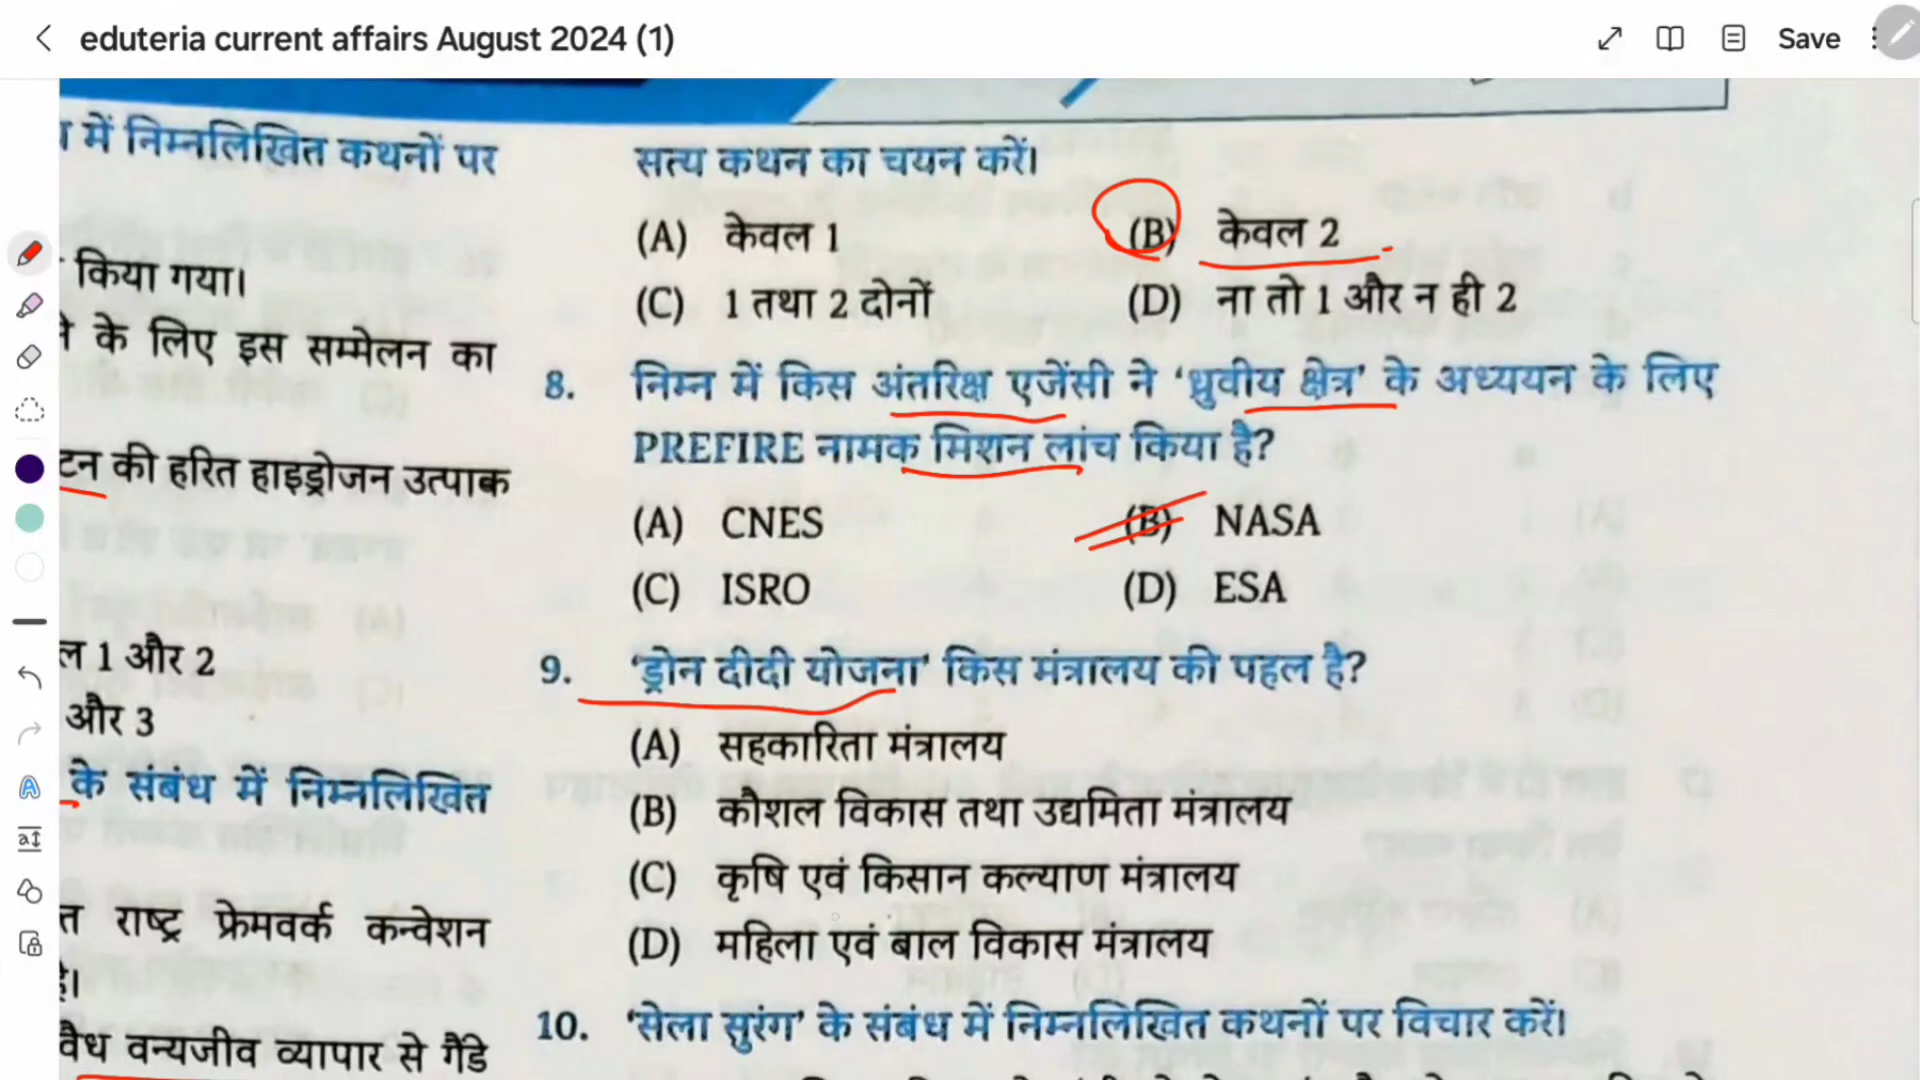 eduteria current affairs August 2024 (1)
Save
में निम्नलिखित कथनों पर
किया गया।
के लिए इस सम्मेलन का
टन की हरित हाइड्रोजन उत्पादक
ल 1 और 2
और 3
के संबंध में निम्नलिखित
त राष्ट्र फ्रेमवर्क कन्वेशन
है।
वैध वन्यजीव व्यापार से गैंडे
सत्य कथन का चयन करें।
(A) केवल 1 (B) केवल 2
(C) 1 तथा 2 दोनों (D) ना तो 1 और न ही 2
8. निम्न में किस अंतरिक्ष एजेंसी ने ‘ध्रुवीय क्षेत्र’ के अध्ययन के लिए
PREFIRE नामक मिशन लांच किया है?
(A) CNES (B) NASA
(C) ISRO (D) ESA
9. ‘ड्रोन दीदी योजना’ किस मंत्रालय की पहल है?
(A) सहकारिता मंत्रालय
(B) कौशल विकास तथा उद्यमिता मंत्रालय
(C) कृषि एवं किसान कल्याण मंत्रालय
(D) महिला एवं बाल विकास मंत्रालय
10. ‘सेला सुरंग’ के संबंध में निम्नलिखित कथनों पर विचार करें।